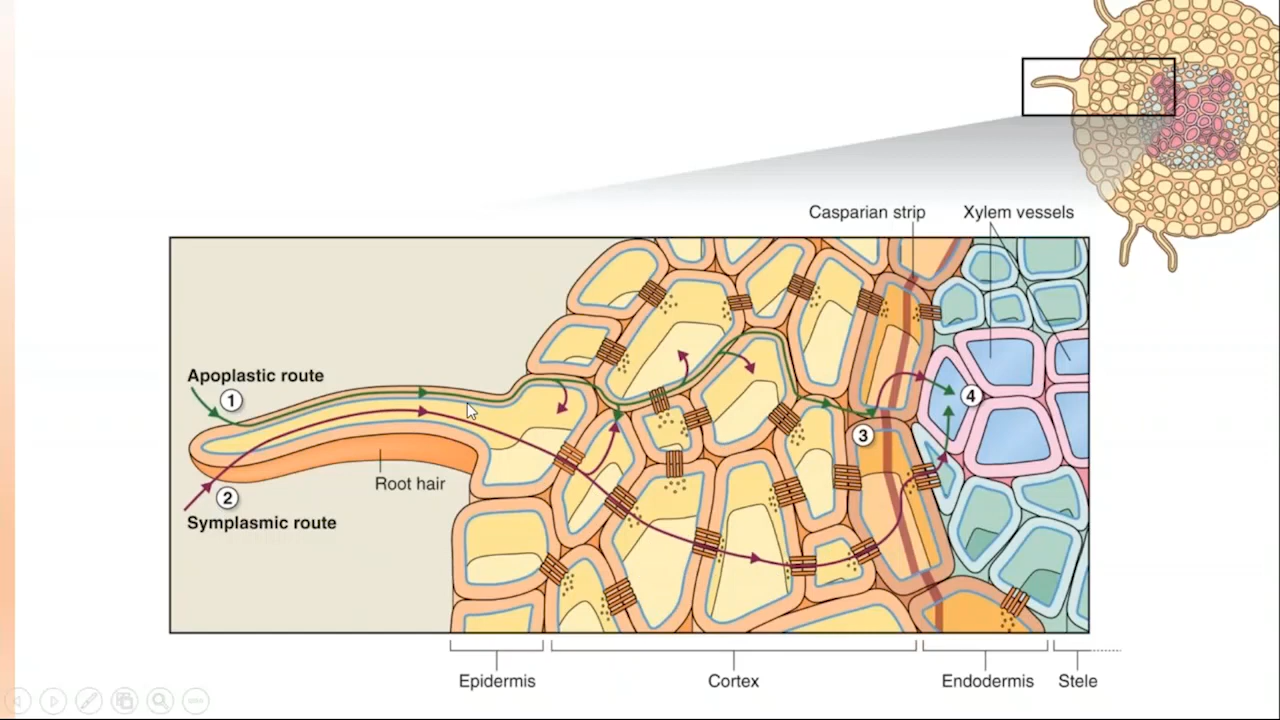 Casparian strip
Xylem vessels
Apoplastic route
1
4
3
Root hair
2
Symplasmic route
Epidermis
Cortex
Endodermis
Stele